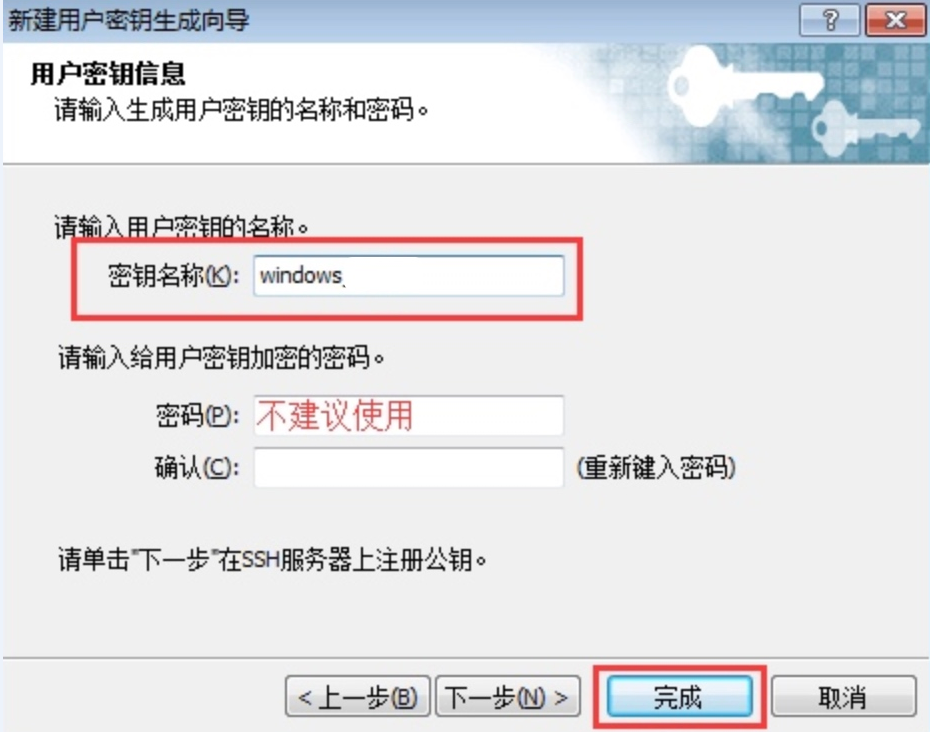 新建用户密钥生成向导
用户密钥信息
请输入生成用户密钥的名称和密码。
请输入用户密钥的名称。
密钥名称(K): windows
请输入给用户密钥加密的密码。
密码(P): 不建议使用
确认(C): (重新键入密码)
请单击"下一步"在SSH服务器上注册公钥。
< 上一步(B) 下一步(N) > 完成 取消